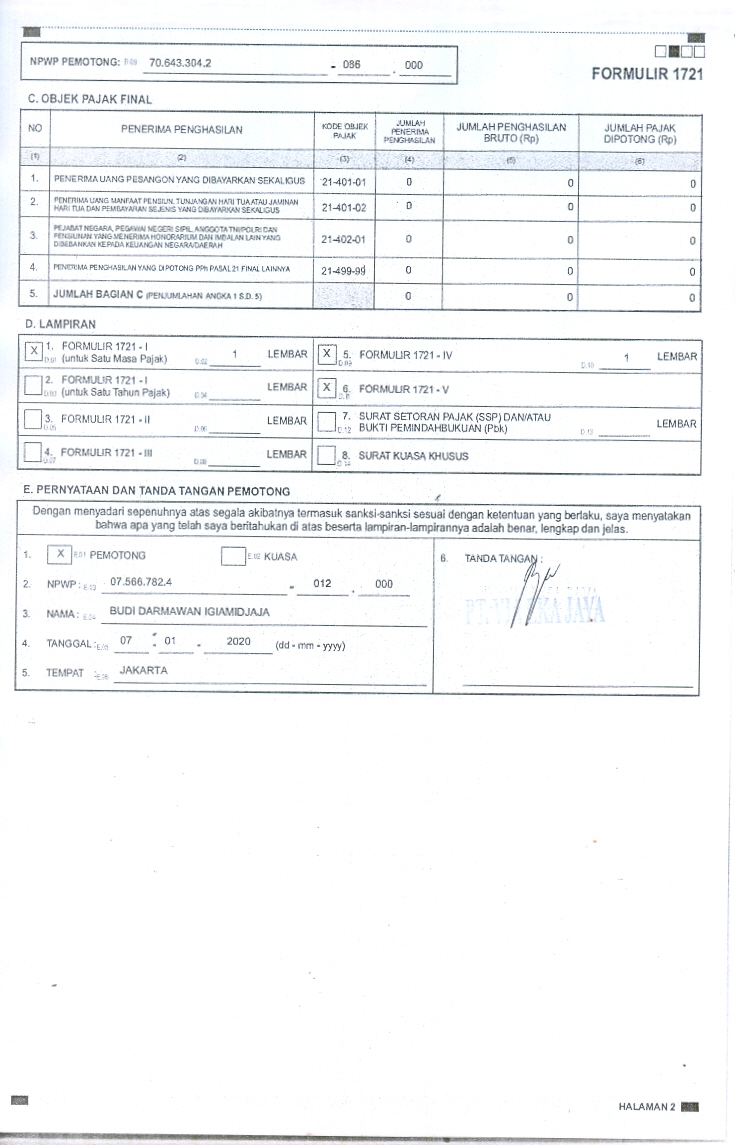 NPWP PEMOTONG: 70.643.304.2 - 086 . 000
FORMULIR 1721
C. OBJEK PAJAK FINAL
NO PENERIMA PENGHASILAN KODE OBJEK PAJAK JUMLAH PENERIMA PENGHASILAN JUMLAH PENGHASILAN BRUTO (Rp) JUMLAH PAJAK DIPOTONG (Rp)
(1) (2) (3) (4) (5) (6)
1. PENERIMA UANG PESANGON YANG DIBAYARKAN SEKALIGUS 21-401-01 0 0 0
2. PENERIMA UANG MANFAAT PENSIUN, TUNJANGAN HARI TUA ATAU JAMINAN
HARI TUA DAN PEMBAYARAN SEJENIS YANG DIBAYARKAN SEKALIGUS 21-401-02 0 0 0
3. PEJABAT NEGARA, PEGAWAI NEGERI SIPIL, ANGGOTA TNI/POLRI DAN
PENSIUNAN YANG MENERIMA HONORARIUM DAN IMBALAN LAIN YANG
DIBEBANKAN KEPADA KEUANGAN NEGARA/DAERAH 21-402-01 0 0 0
4. PENERIMA PENGHASILAN YANG DIPOTONG PPh PASAL 21 FINAL LAINNYA 21-499-99 0 0 0
5. JUMLAH BAGIAN C (PENJUMLAHAN ANGKA 1 S.D. 5) 0 0 0
D. LAMPIRAN
X D.01 1. FORMULIR 1721 - I
(untuk Satu Masa Pajak) D.02 1 LEMBAR
2. FORMULIR 1721 - I
(untuk Satu Tahun Pajak) D.04 LEMBAR
3. FORMULIR 1721 - II D.05 D.06 LEMBAR
4. FORMULIR 1721 - III D.07 D.08 LEMBAR
X 5. FORMULIR 1721 - IV D.09 D.10 1 LEMBAR
X 6. FORMULIR 1721 - V
7. SURAT SETORAN PAJAK (SSP) DAN/ATAU
BUKTI PEMINDAHBUKUAN (Pbk) D.12 D.13 LEMBAR
8. SURAT KUASA KHUSUS
E. PERNYATAAN DAN TANDA TANGAN PEMOTONG
Dengan menyadari sepenuhnya atas segala akibatnya termasuk sanksi-sanksi sesuai dengan ketentuan yang berlaku, saya menyatakan
bahwa apa yang telah saya beritahukan di atas beserta lampiran-lampirannya adalah benar, lengkap dan jelas.
1. X E.01 PEMOTONG E.02 KUASA
2. NPWP : E.03 07.566.782.4 - 012 . 000
3. NAMA : E.04 BUDI DARMAWAN IGIAMIDJAJA
4. TANGGAL : E.05 07 - 01 - 2020 (dd - mm - yyyy)
5. TEMPAT JAKARTA
6. TANDA TANGAN :
HALAMAN 2